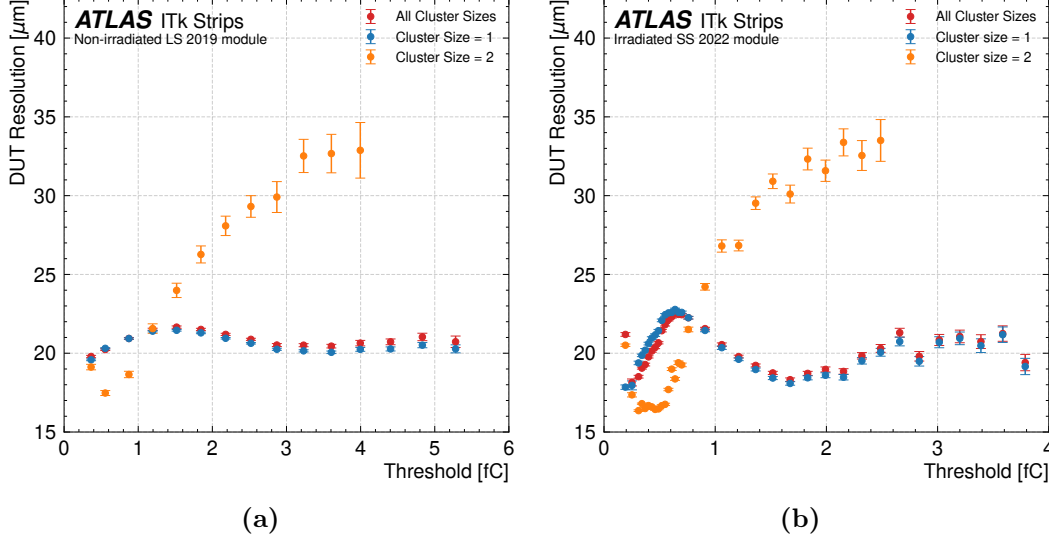 ATLAS ITk Strips
Non-irradiated LS 2019 module
All Cluster Sizes
Cluster Size = 1
Cluster Size = 2
DUT Resolution [μm]
40
35
30
25
20
15
0 1 2 3 4 5 6
Threshold [fC]
(a)
ATLAS ITk Strips
Irradiated SS 2022 module
All Cluster Sizes
Cluster size = 1
Cluster size = 2
DUT Resolution [μm]
40
35
30
25
20
15
0 1 2 3 4
Threshold [fC]
(b)